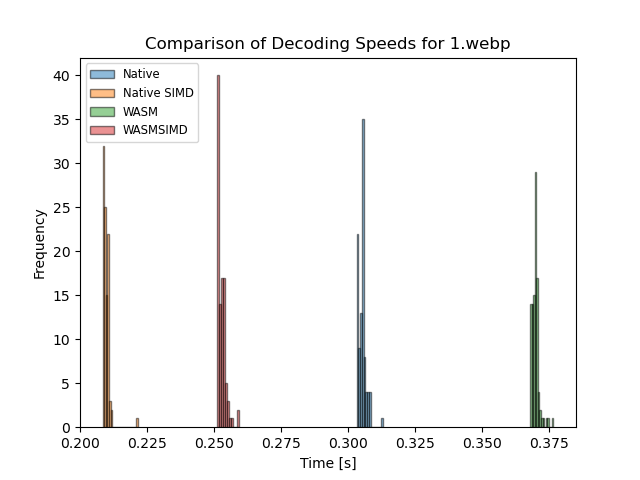 Comparison of Decoding Speeds for 1.webp
Native
Native SIMD
WASM
WASMSIMD
Frequency
40
35
30
25
20
15
10
5
0
0.200 0.225 0.250 0.275 0.300 0.325 0.350 0.375
Time [s]